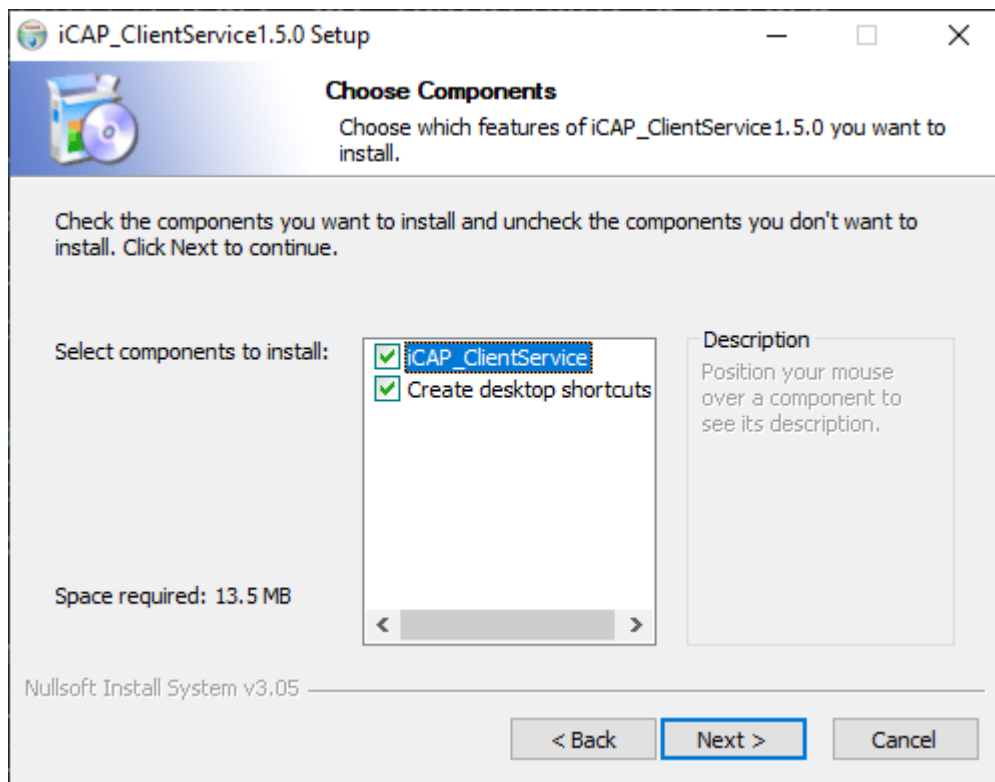 iCAP_ClientService1.5.0 Setup
Choose Components
Choose which features of iCAP_ClientService1.5.0 you want to
install.
Check the components you want to install and uncheck the components you don't want to
install. Click Next to continue.
Select components to install:
iCAP_ClientService
Create desktop shortcuts
Description
Position your mouse
over a component to
see its description.
Space required: 13.5 MB
Nullsoft Install System v3.05
< Back
Next >
Cancel